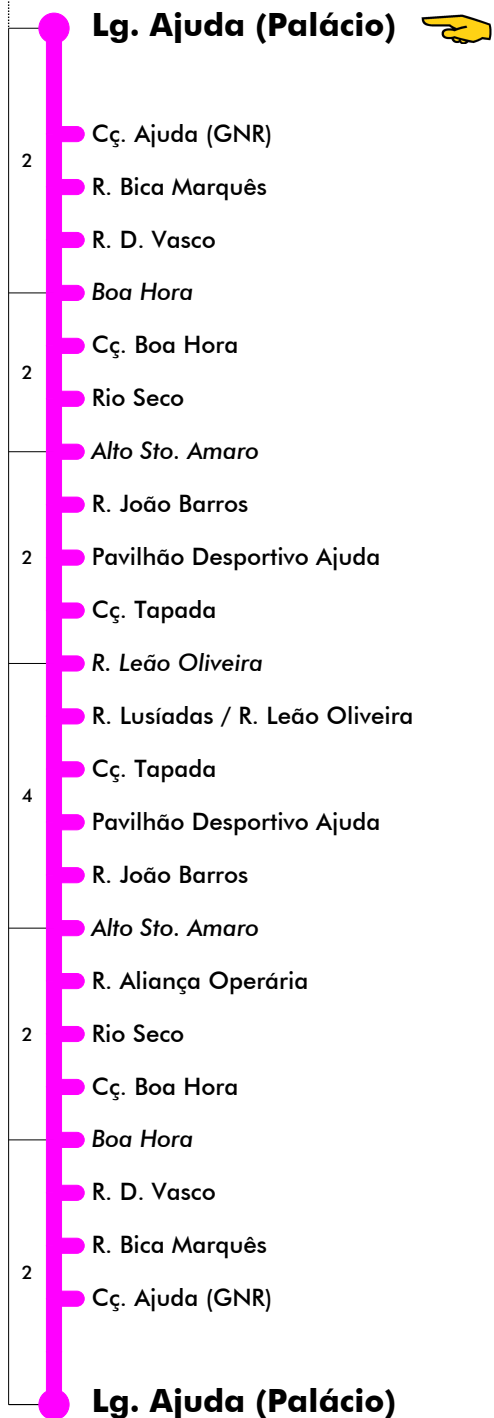 Lg. Ajuda (Palácio)
Cç. Ajuda (GNR)
2
R. Bica Marquês
R. D. Vasco
Boa Hora
Cç. Boa Hora
2
Rio Seco
Alto Sto. Amaro
R. João Barros
2
Pavilhão Desportivo Ajuda
Cç. Tapada
R. Leão Oliveira
R. Lusíadas / R. Leão Oliveira
Cç. Tapada
4
Pavilhão Desportivo Ajuda
R. João Barros
Alto Sto. Amaro
R. Aliança Operária
2
Rio Seco
Cç. Boa Hora
Boa Hora
R. D. Vasco
R. Bica Marquês
2
Cç. Ajuda (GNR)
Lg. Ajuda (Palácio)